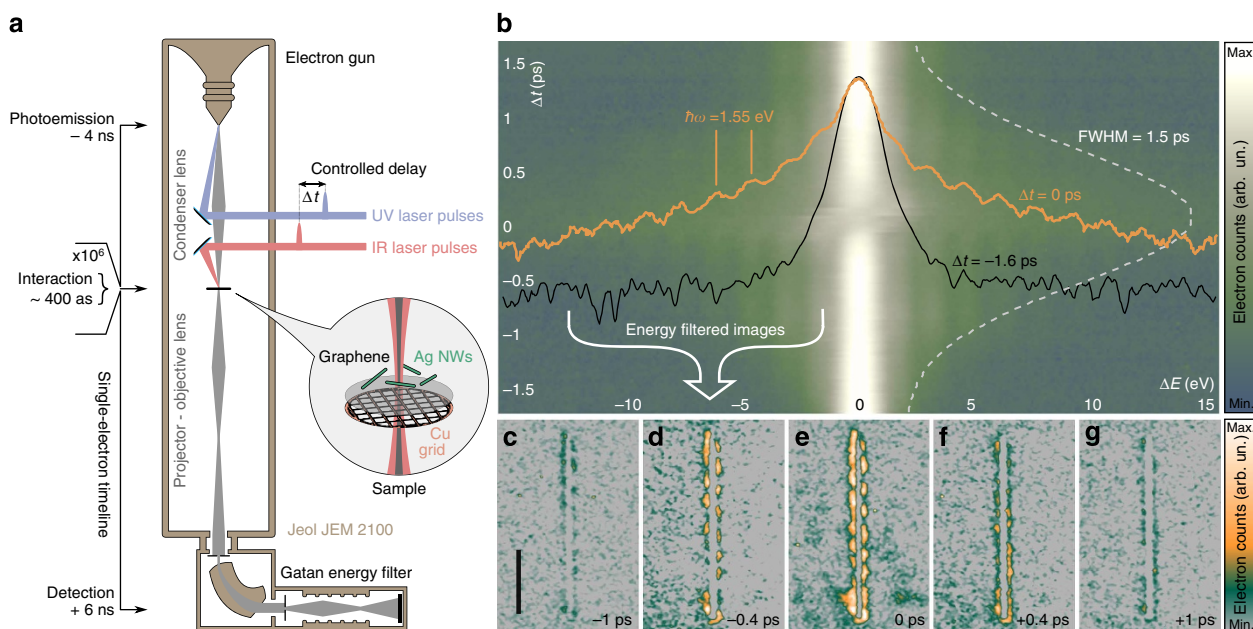 a
Electron gun
Photoemission
– 4 ns
Condenser lens
Controlled delay
Δt
UV laser pulses
IR laser pulses
x10⁶
Interaction
~ 400 as
Projector - objective lens
Single-electron timeline
Graphene
Ag NWs
Cu
grid
Sample
Jeol JEM 2100
Gatan energy filter
Detection
+ 6 ns
b
Δt (ps)
1.5
1
0.5
0
–0.5
–1
–1.5
ℏω =1.55 eV
FWHM = 1.5 ps
Δt = 0 ps
Δt = –1.6 ps
Energy filtered images
ΔE (eV)
–10
–5
0
5
10
15
Max.
Electron counts (arb. un.)
Min.
c
–1 ps
d
–0.4 ps
e
0 ps
f
+0.4 ps
g
+1 ps
Max.
Electron counts (arb. un.)
Min.